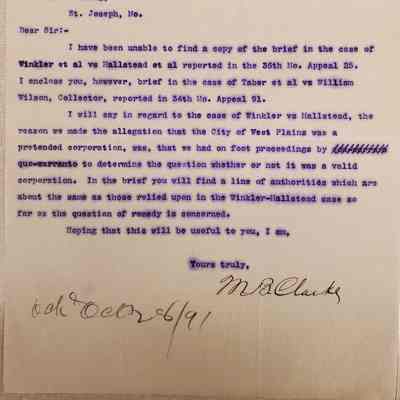 St. Joseph, Mo.
Dear Sir:-
I have been unable to find a copy of the brief in the case of
Winkler et al vs Hallstead et al reported in the 36th Mo. Appeal 25.
I enclose you, however, brief in the case of Taber et al vs William
Wilson, Collector, reported in 34th Mo. Appeal 91.
I will say in regard to the case of Winkler vs Hallstead, the
reason we made the allegation that the City of West Plains was a
pretended corporation, was, that we had on foot proceedings by
quo-warranto to determine the question whether or not it was a valid
corporation. In the brief you will find a line of authorities which are
about the same as those relied upon in the Winkler-Hallstead case so
far as the question of remedy is concerned.
Hoping that this will be useful to you, I am,
Yours truly,
M B Clarke
Oct 26/91